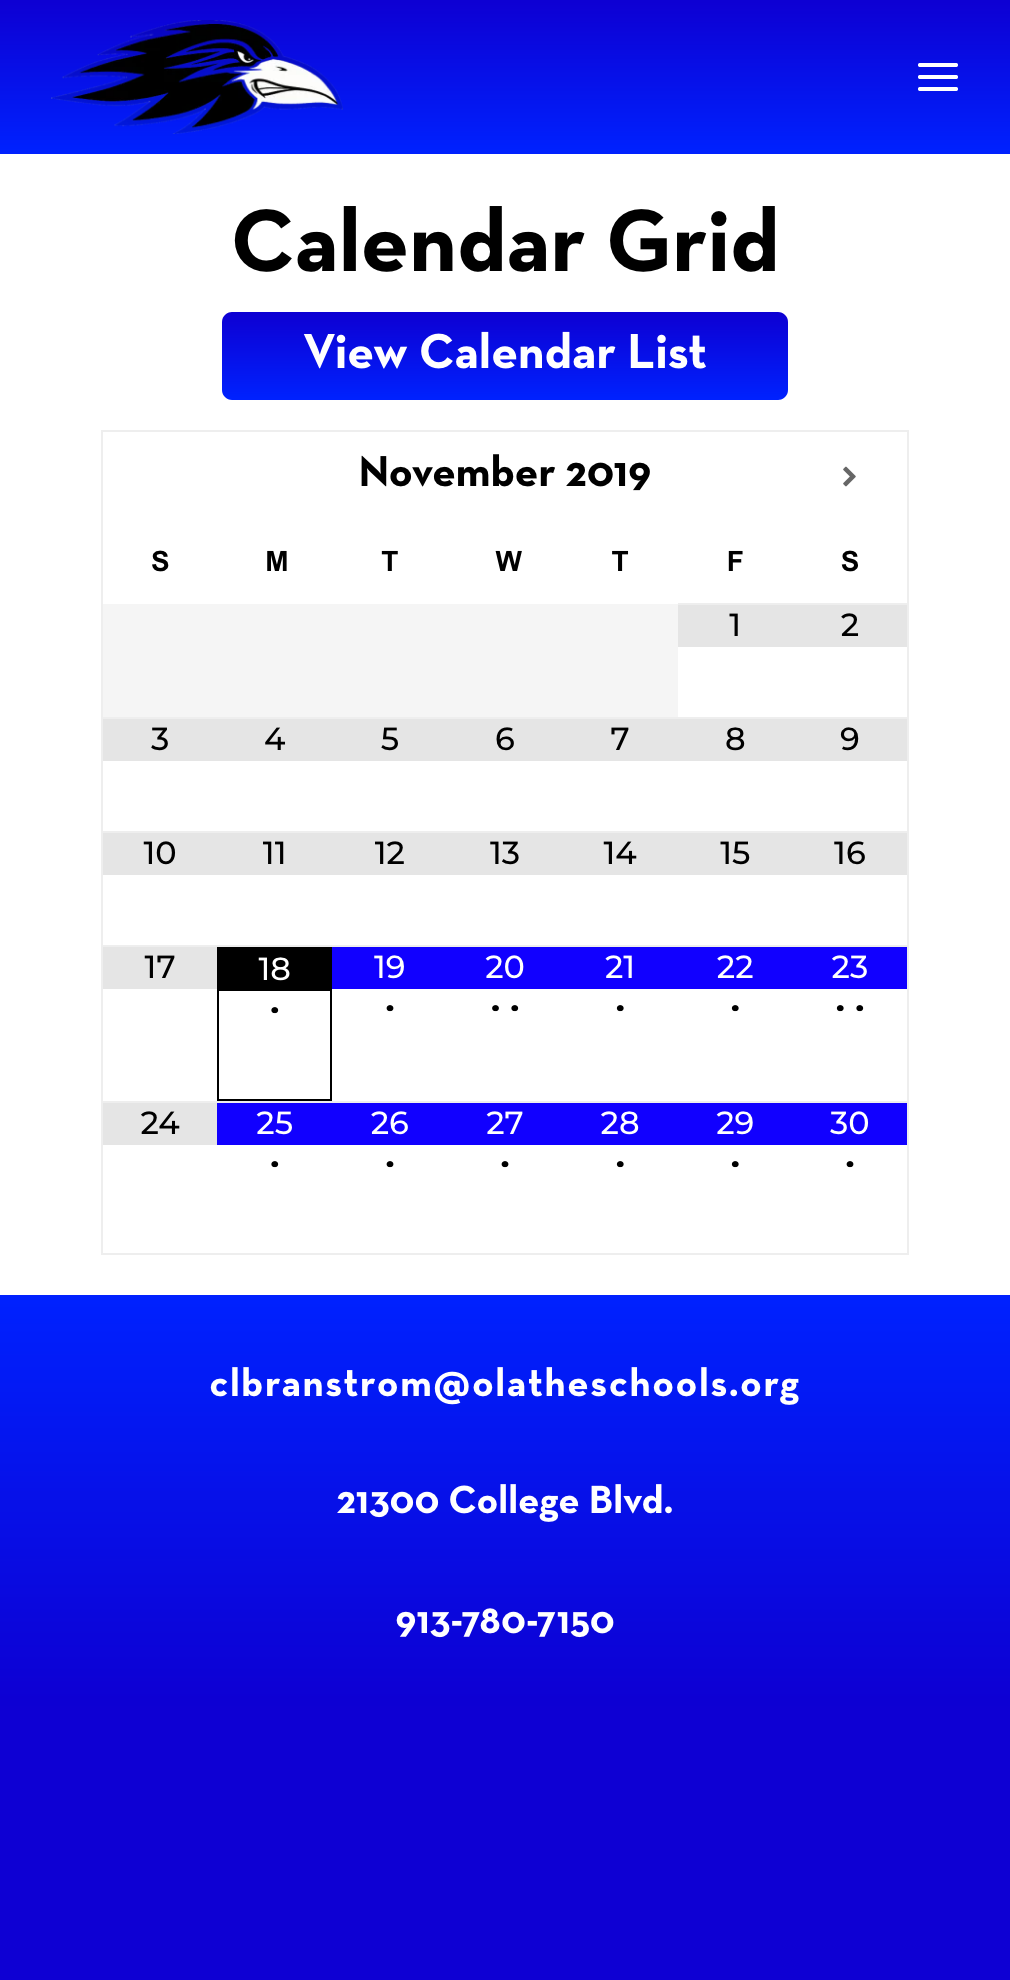 Calendar Grid
View Calendar List
November 2019
S M T W T F S
1 2
3 4 5 6 7 8 9
10 11 12 13 14 15 16
17 18 19 20 21 22 23
24 25 26 27 28 29 30
clbranstrom@olatheschools.org
21300 College Blvd.
913-780-7150